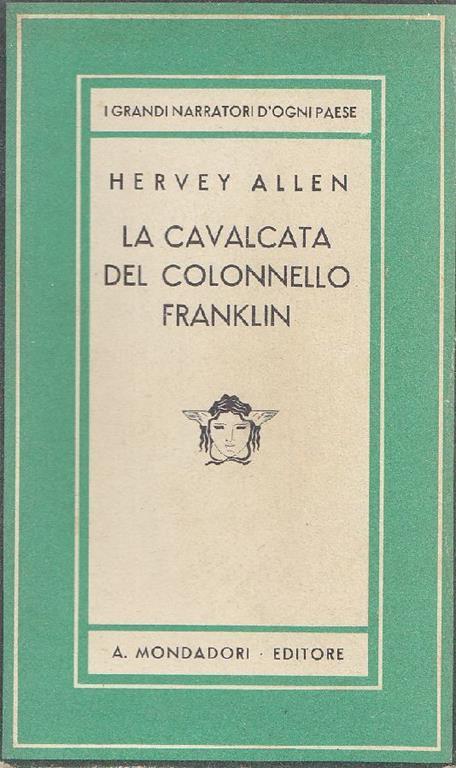 I GRANDI NARRATORI D'OGNI PAESE
HERVEY ALLEN
LA CAVALCATA
DEL COLONNELLO
FRANKLIN
A. MONDADORI · EDITORE